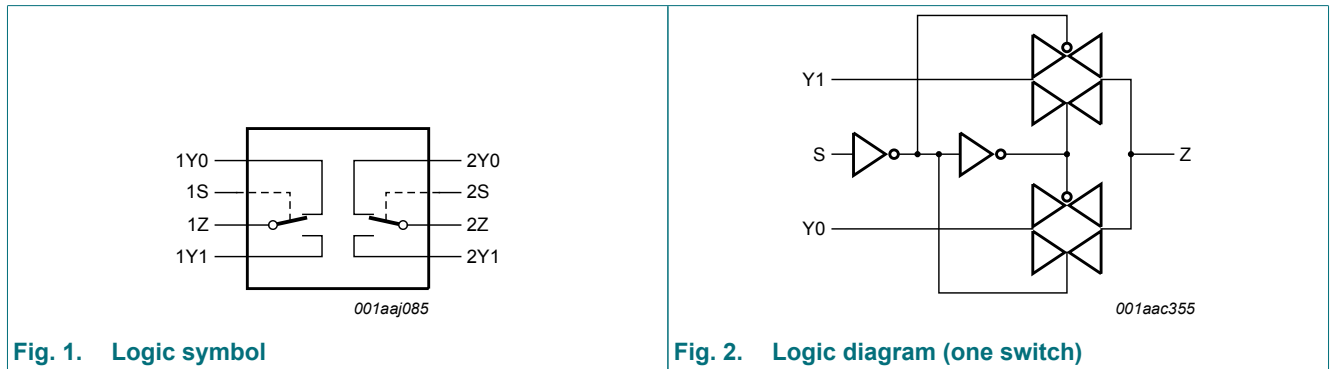 1Y0
1S
1Z
1Y1
2Y0
2S
2Z
2Y1
001aaj085
Fig. 1. Logic symbol
Y1
S
Z
Y0
001aac355
Fig. 2. Logic diagram (one switch)